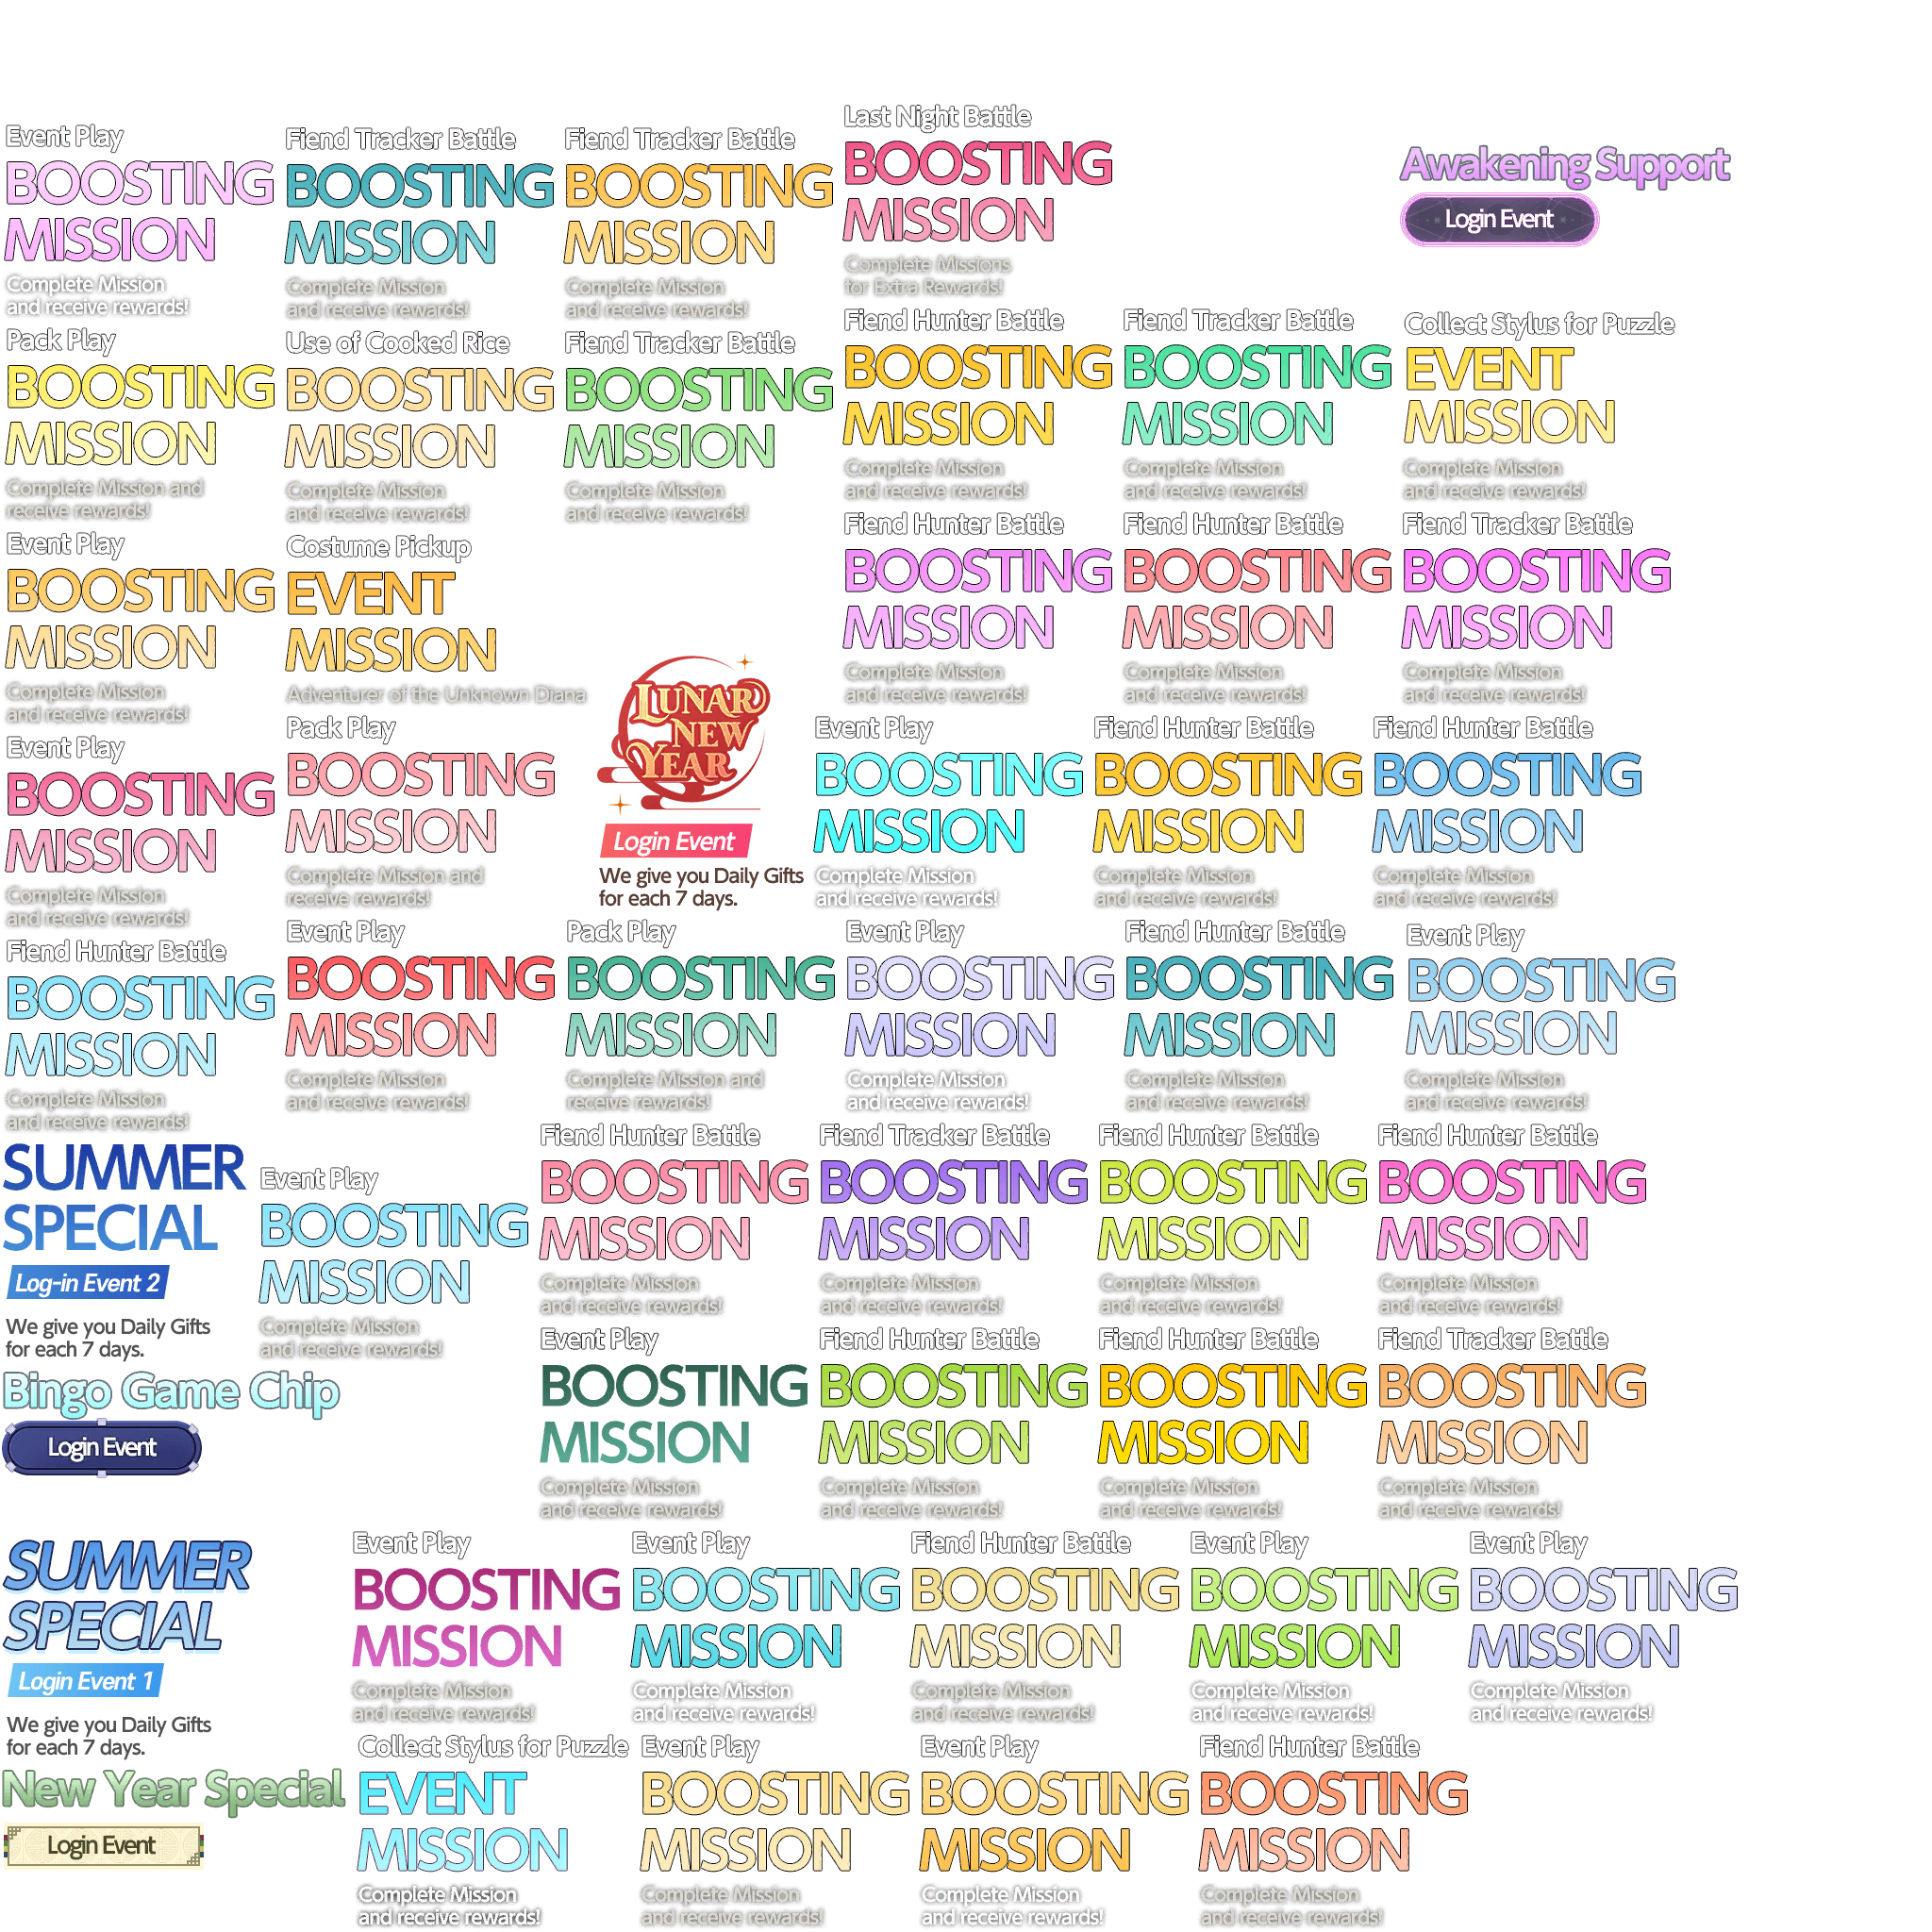 Last Night Battle
BOOSTING
MISSION
Complete Missions
for Extra Rewards!
Event Play
BOOSTING
MISSION
Complete Mission
and receive rewards!
Fiend Tracker Battle
BOOSTING
MISSION
Complete Mission
and receive rewards!
Fiend Tracker Battle
BOOSTING
MISSION
Complete Mission
and receive rewards!
Awakening Support
Login Event
Pack Play
BOOSTING
MISSION
Complete Mission and
receive rewards!
Use of Cooked Rice
BOOSTING
MISSION
Complete Mission
and receive rewards!
Fiend Tracker Battle
BOOSTING
MISSION
Complete Mission
and receive rewards!
Fiend Hunter Battle
BOOSTING
MISSION
Complete Mission
and receive rewards!
Fiend Tracker Battle
BOOSTING
MISSION
Complete Mission
and receive rewards!
Collect Stylus for Puzzle
EVENT
MISSION
Complete Mission
and receive rewards!
Event Play
BOOSTING
MISSION
Complete Mission
and receive rewards!
Costume Pickup
EVENT
MISSION
Adventurer of the Unknown Diana
Fiend Hunter Battle
BOOSTING
MISSION
Complete Mission
and receive rewards!
Fiend Hunter Battle
BOOSTING
MISSION
Complete Mission
and receive rewards!
Fiend Tracker Battle
BOOSTING
MISSION
Complete Mission
and receive rewards!
Event Play
BOOSTING
MISSION
Complete Mission
and receive rewards!
Pack Play
BOOSTING
MISSION
Complete Mission and
receive rewards!
LUNAR
NEW
YEAR
Login Event
We give you Daily Gifts
for each 7 days.
Event Play
BOOSTING
MISSION
Complete Mission
and receive rewards!
Fiend Hunter Battle
BOOSTING
MISSION
Complete Mission
and receive rewards!
Fiend Hunter Battle
BOOSTING
MISSION
Complete Mission
and receive rewards!
Fiend Hunter Battle
BOOSTING
MISSION
Complete Mission
and receive rewards!
Event Play
BOOSTING
MISSION
Complete Mission
and receive rewards!
Pack Play
BOOSTING
MISSION
Complete Mission and
receive rewards!
Event Play
BOOSTING
MISSION
Complete Mission
and receive rewards!
Fiend Hunter Battle
BOOSTING
MISSION
Complete Mission
and receive rewards!
Event Play
BOOSTING
MISSION
Complete Mission
and receive rewards!
SUMMER
SPECIAL
Log-in Event 2
We give you Daily Gifts
for each 7 days.
Event Play
BOOSTING
MISSION
Complete Mission
and receive rewards!
Fiend Hunter Battle
BOOSTING
MISSION
Complete Mission
and receive rewards!
Fiend Tracker Battle
BOOSTING
MISSION
Complete Mission
and receive rewards!
Fiend Hunter Battle
BOOSTING
MISSION
Complete Mission
and receive rewards!
Fiend Hunter Battle
BOOSTING
MISSION
Complete Mission
and receive rewards!
Bingo Game Chip
Login Event
Event Play
BOOSTING
MISSION
Complete Mission
and receive rewards!
Fiend Hunter Battle
BOOSTING
MISSION
Complete Mission
and receive rewards!
Fiend Hunter Battle
BOOSTING
MISSION
Complete Mission
and receive rewards!
Fiend Tracker Battle
BOOSTING
MISSION
Complete Mission
and receive rewards!
SUMMER
SPECIAL
Login Event 1
We give you Daily Gifts
for each 7 days.
Event Play
BOOSTING
MISSION
Complete Mission
and receive rewards!
Event Play
BOOSTING
MISSION
Complete Mission
and receive rewards!
Fiend Hunter Battle
BOOSTING
MISSION
Complete Mission
and receive rewards!
Event Play
BOOSTING
MISSION
Complete Mission
and receive rewards!
Event Play
BOOSTING
MISSION
Complete Mission
and receive rewards!
New Year Special
Login Event
Collect Stylus for Puzzle
EVENT
MISSION
Complete Mission
and receive rewards!
Event Play
BOOSTING
MISSION
Complete Mission
and receive rewards!
Event Play
BOOSTING
MISSION
Complete Mission
and receive rewards!
Fiend Hunter Battle
BOOSTING
MISSION
Complete Mission
and receive rewards!